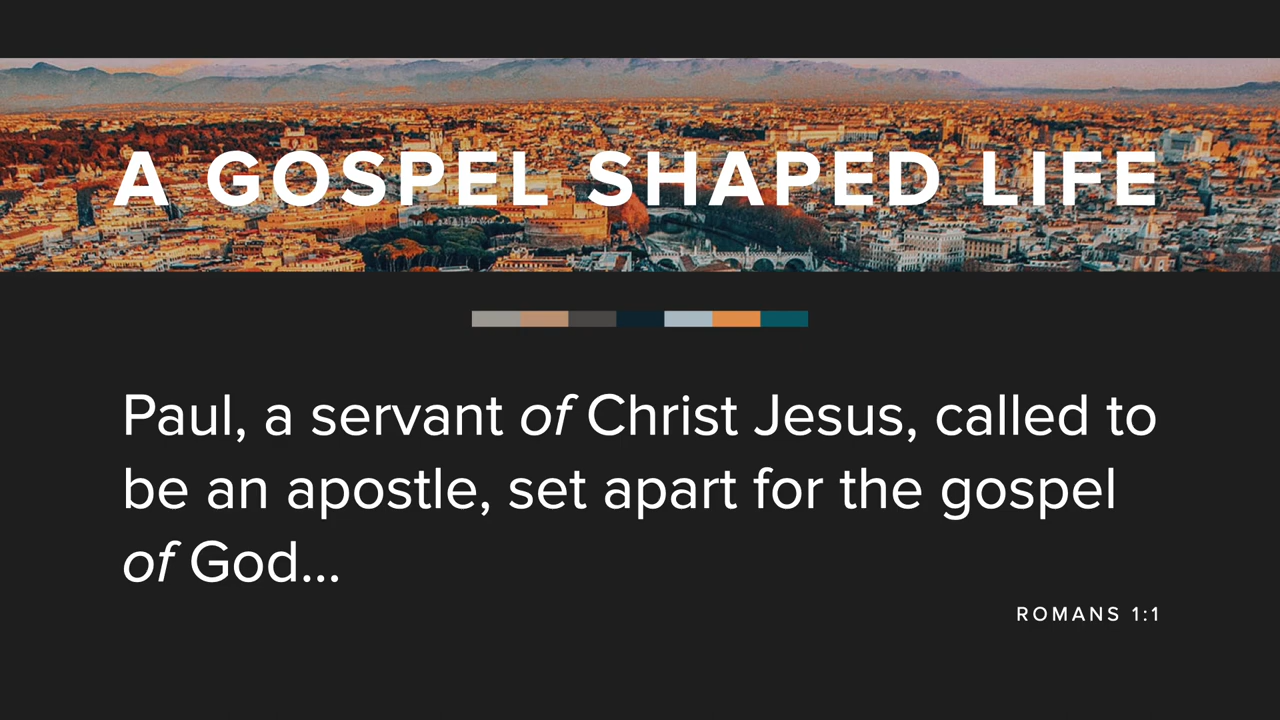 A GOSPEL SHAPED LIFE
Paul, a servant of Christ Jesus, called to
be an apostle, set apart for the gospel
of God...
ROMANS 1:1